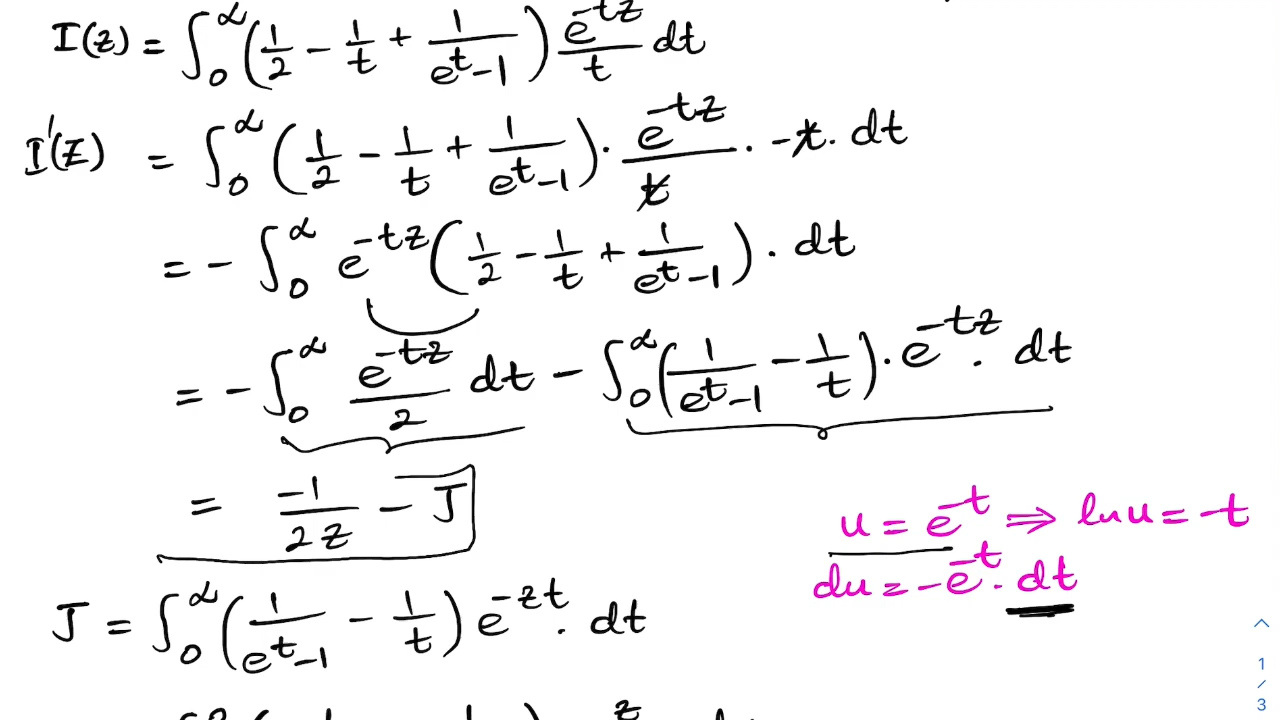 I(z) = ∫₀^∝ (1/2 − 1/t + 1/(e^t−1)) e^{−tz}/t dt
I'(z) = ∫₀^∝ (1/2 − 1/t + 1/(e^t−1)) · e^{−tz}/t · −t · dt
= − ∫₀^∝ e^{−tz} (1/2 − 1/t + 1/(e^t−1)) · dt
= − ∫₀^∝ e^{−tz}/2 dt − ∫₀^∝ (1/(e^t−1) − 1/t) · e^{−tz} · dt
= −1/(2z) − J
u = e^{−t} ⇒ ln u = −t
du = −e^{−t} · dt
J = ∫₀^∝ (1/(e^t−1) − 1/t) e^{−zt} · dt
1
/
3